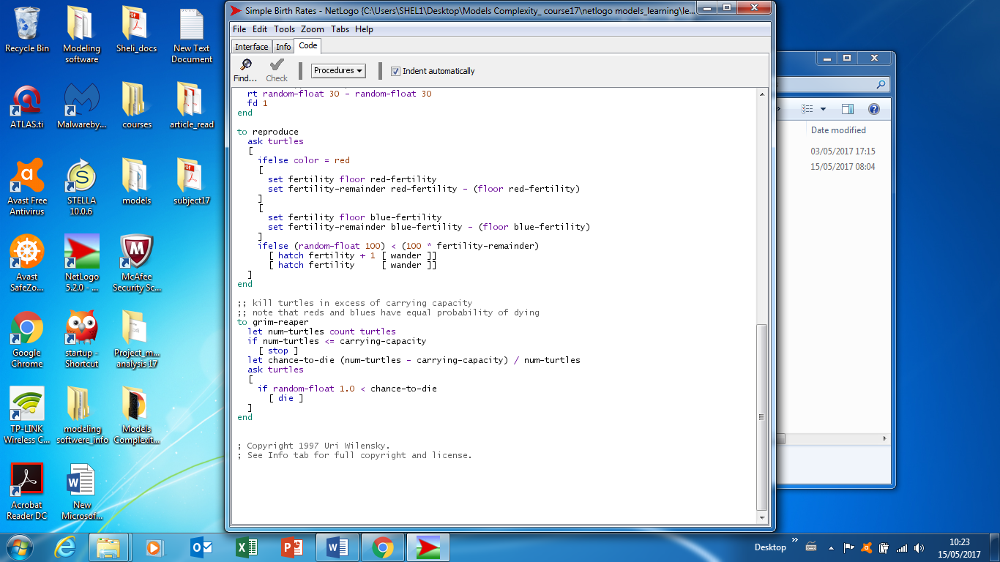 Simple Birth Rates - NetLogo {C:\Users\SHEL1\Desktop\Models Complexity_ course17\netlogo models_learning\le...
File Edit Tools Zoom Tabs Help
Interface Info Code
Find... Check Procedures Indent automatically
rt random-float 30 - random-float 30
fd 1
end
to reproduce
ask turtles
[
ifelse color = red
[
set fertility floor red-fertility
set fertility-remainder red-fertility - (floor red-fertility)
]
[
set fertility floor blue-fertility
set fertility-remainder blue-fertility - (floor blue-fertility)
]
ifelse (random-float 100) < (100 * fertility-remainder)
[ hatch fertility + 1 [ wander ]]
[ hatch fertility     [ wander ]]
]
end
;; kill turtles in excess of carrying capacity
;; note that reds and blues have equal probability of dying
to grim-reaper
let num-turtles count turtles
if num-turtles <= carrying-capacity
[ stop ]
let chance-to-die (num-turtles - carrying-capacity) / num-turtles
ask turtles
[
if random-float 1.0 < chance-to-die
[ die ]
]
end
; Copyright 1997 Uri Wilensky.
; See Info tab for full copyright and license.
Recycle Bin
Modeling
software
Sheli_docs
New Text
Document
ATLAS.ti
Malwareby...
courses
article_read
Avast Free
Antivirus
STELLA
10.0.6
models
subject17
Avast
SafeZo...
NetLogo
5.2.0 - ...
McAfee
Security Sc...
Google
Chrome
startup -
Shortcut
Project_m...
analysis 17
TP-LINK
Wireless C...
modeling
softwere_info
Models
Complexit...
Acrobat
Reader DC
New
Microsof...
Date modified
03/05/2017 17:15
15/05/2017 08:04
Desktop
10:23
15/05/2017